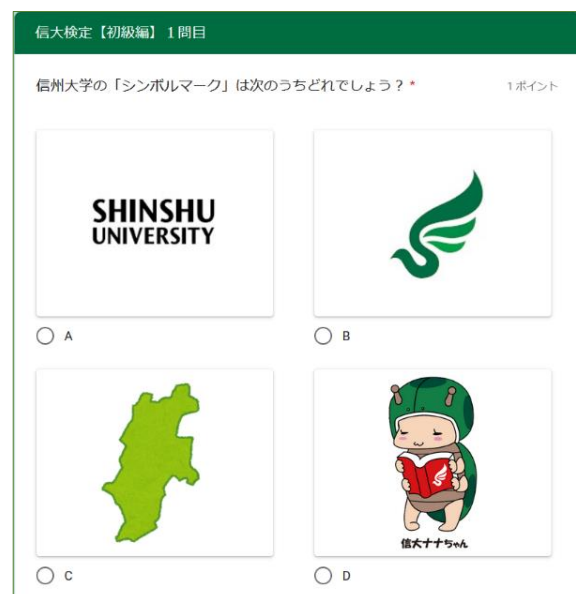 信大検定【初級編】1問目
信州大学の「シンボルマーク」は次のうちどれでしょう？*
1ポイント
SHINSHU
UNIVERSITY
A
B
信大ナナちゃん
C
D